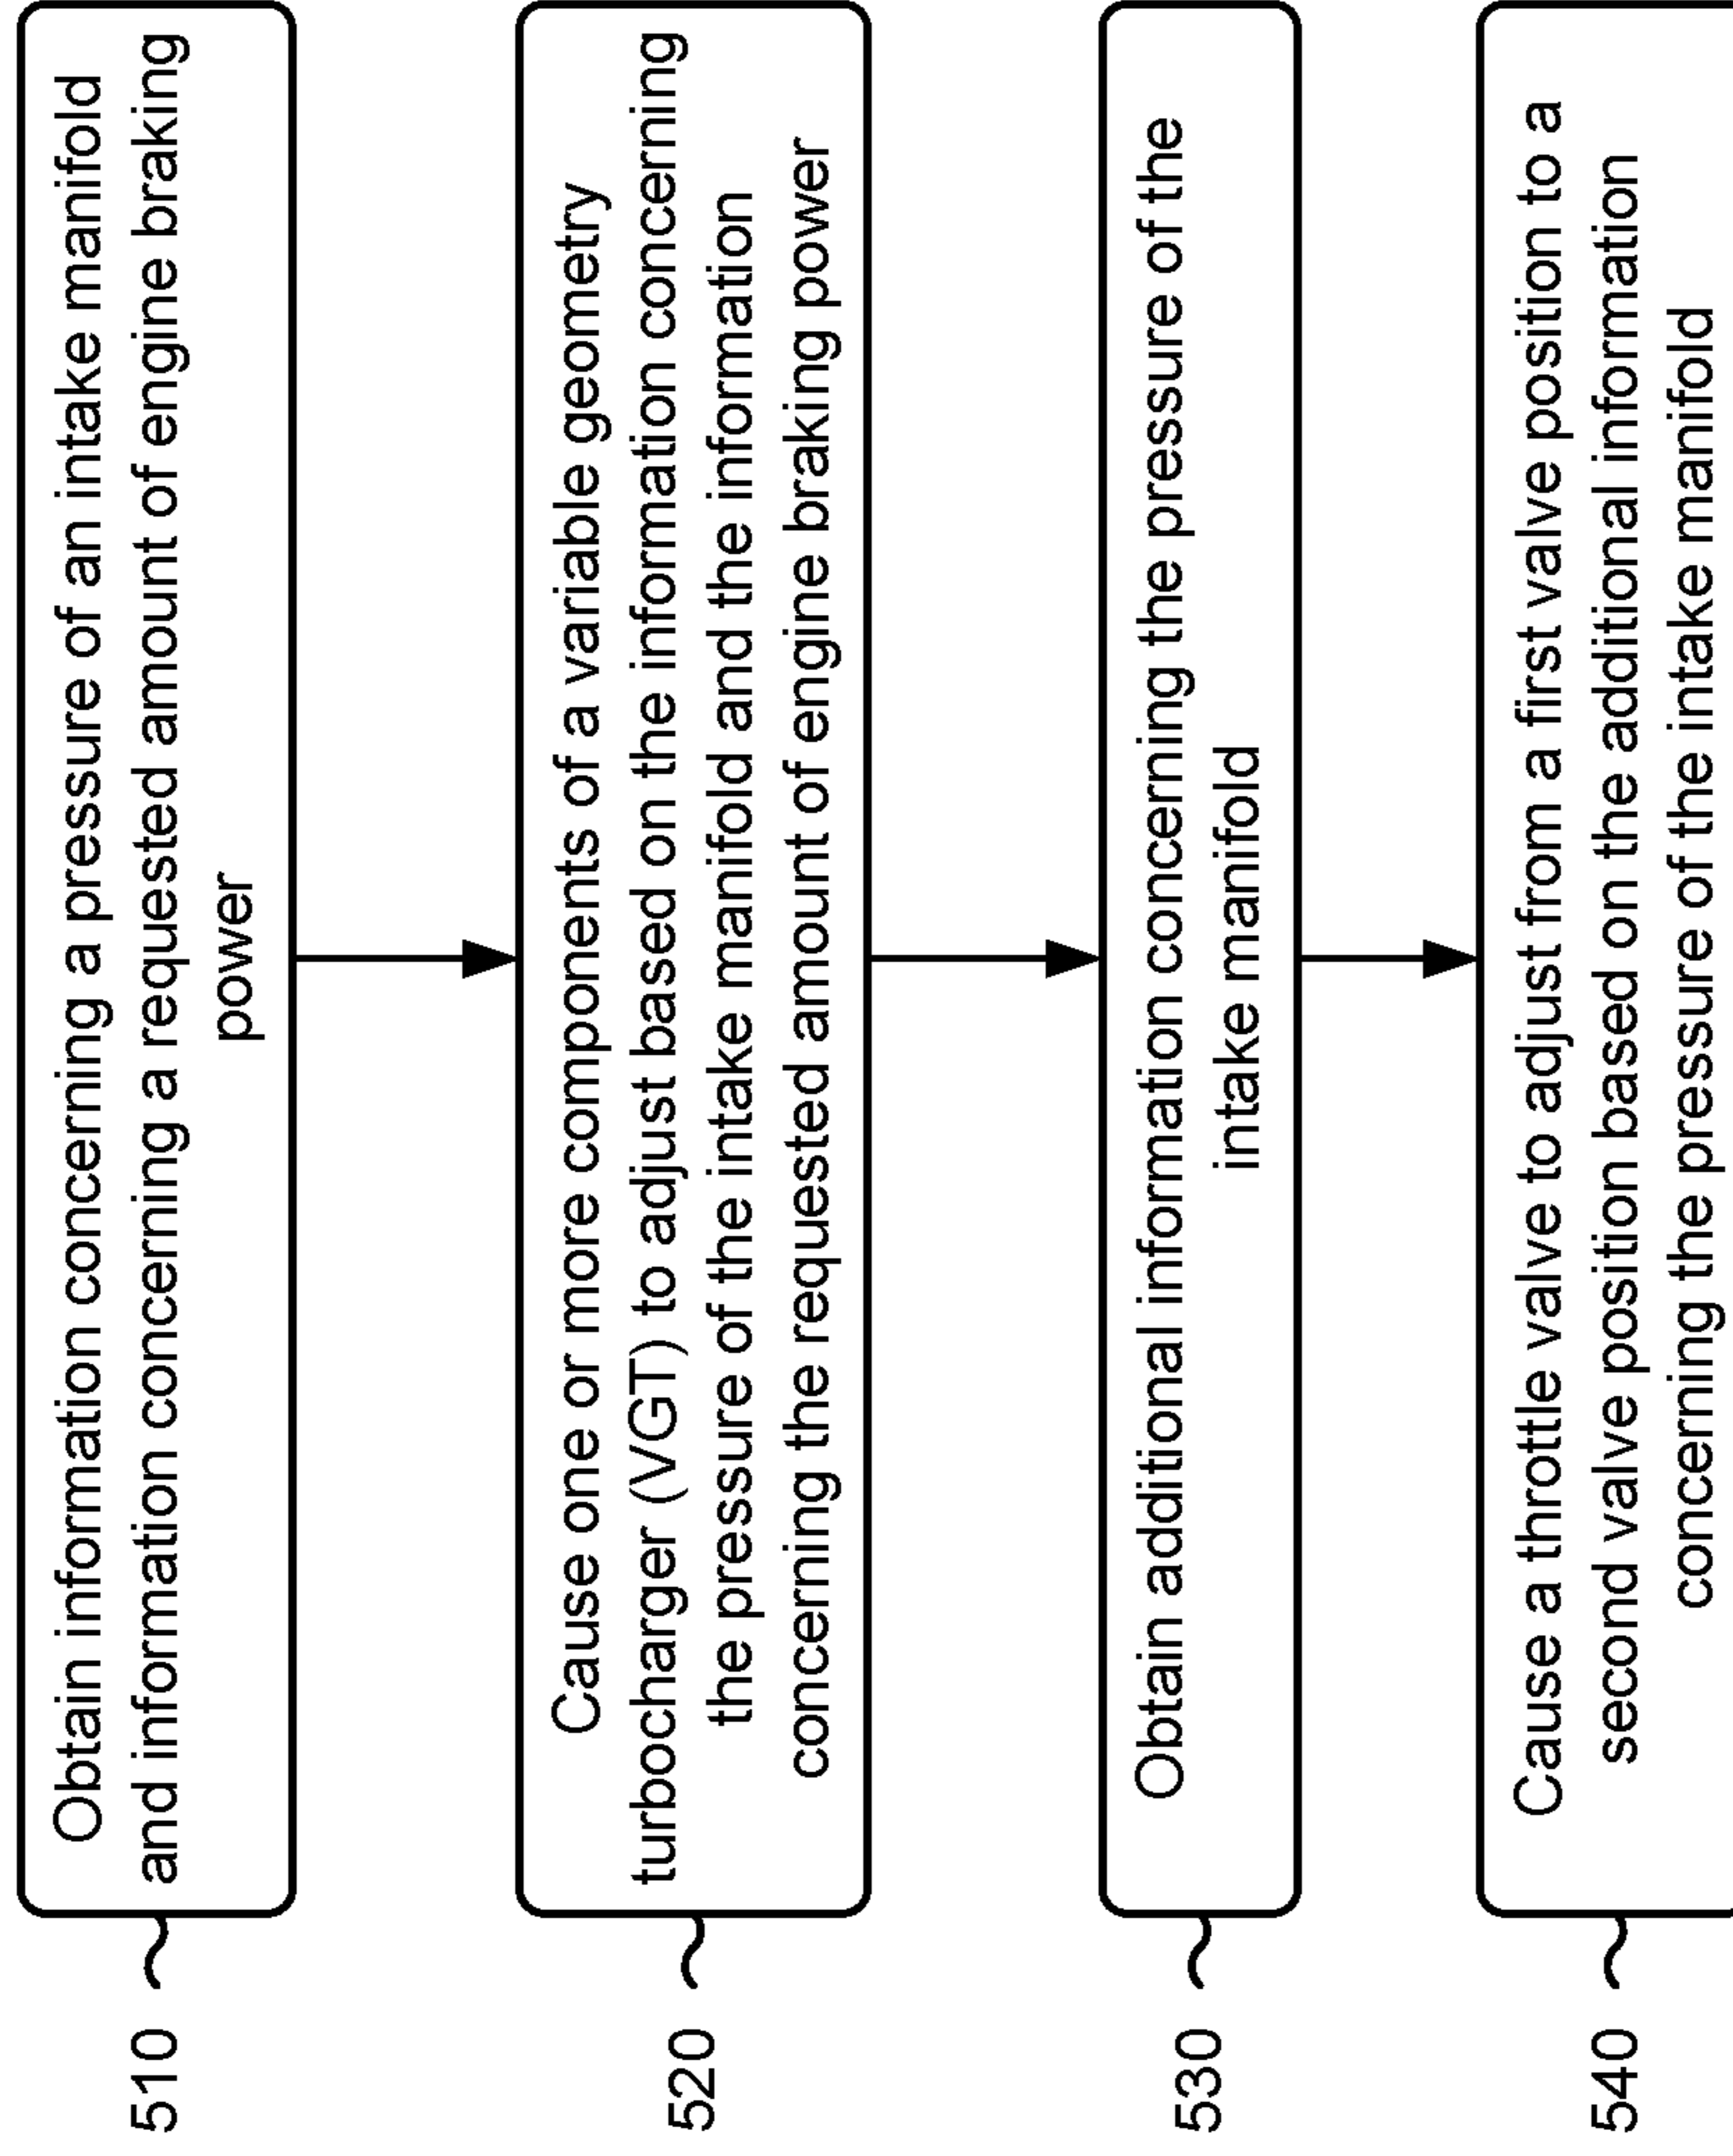 510
Obtain information concerning a pressure of an intake manifold
and information concerning a requested amount of engine braking
power
520
Cause one or more components of a variable geometry
turbocharger (VGT) to adjust based on the information concerning
the pressure of the intake manifold and the information
concerning the requested amount of engine braking power
530
Obtain additional information concerning the pressure of the
intake manifold
540
Cause a throttle valve to adjust from a first valve position to a
second valve position based on the additional information
concerning the pressure of the intake manifold